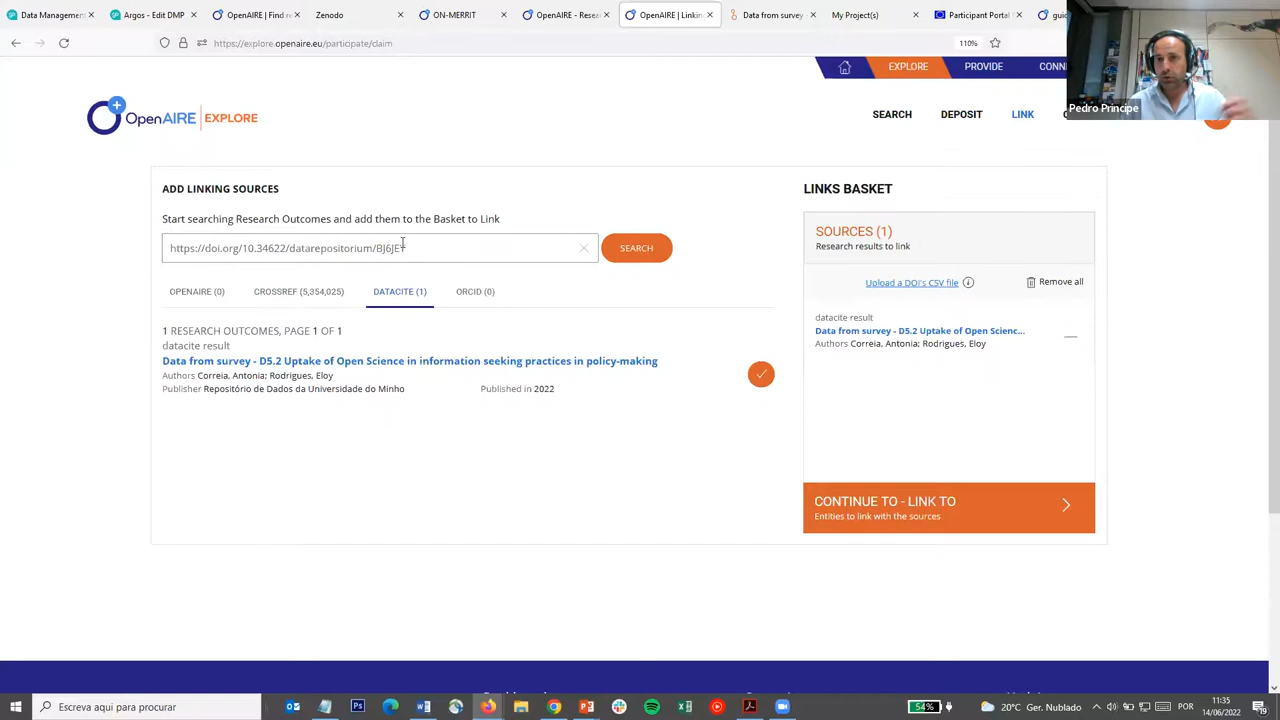 Data Management
Argos - Edit DMP
OpenAIRE | Find re
Zenodo
ON-MERRIT
OpenAIRE - Resea
OpenAIRE | Linkin
Data from survey
My Project(s)
Participant Portal
guid
https://explore.openaire.eu/participate/claim
110%
EXPLORE
PROVIDE
Pedro Principe
OpenAIRE | EXPLORE
SEARCH
DEPOSIT
LINK
ADD LINKING SOURCES
Start searching Research Outcomes and add them to the Basket to Link
https://doi.org/10.34622/datarepositorium/BJ6JEY
SEARCH
OPENAIRE (0)
CROSSREF (5,354,025)
DATACITE (1)
ORCID (0)
1 RESEARCH OUTCOMES, PAGE 1 OF 1
datacite result
Data from survey - D5.2 Uptake of Open Science in information seeking practices in policy-making
Authors Correia, Antonia; Rodrigues, Eloy
Publisher Repositório de Dados da Universidade do Minho
Published in 2022
LINKS BASKET
SOURCES (1)
Research results to link
Upload a DOI's CSV file
Remove all
datacite result
Data from survey - D5.2 Uptake of Open Scienc...
Authors Correia, Antonia; Rodrigues, Eloy
CONTINUE TO - LINK TO
Entities to link with the sources
Escreva aqui para procurar
54%
20°C Ger. Nublado
POR
11:35
14/06/2022